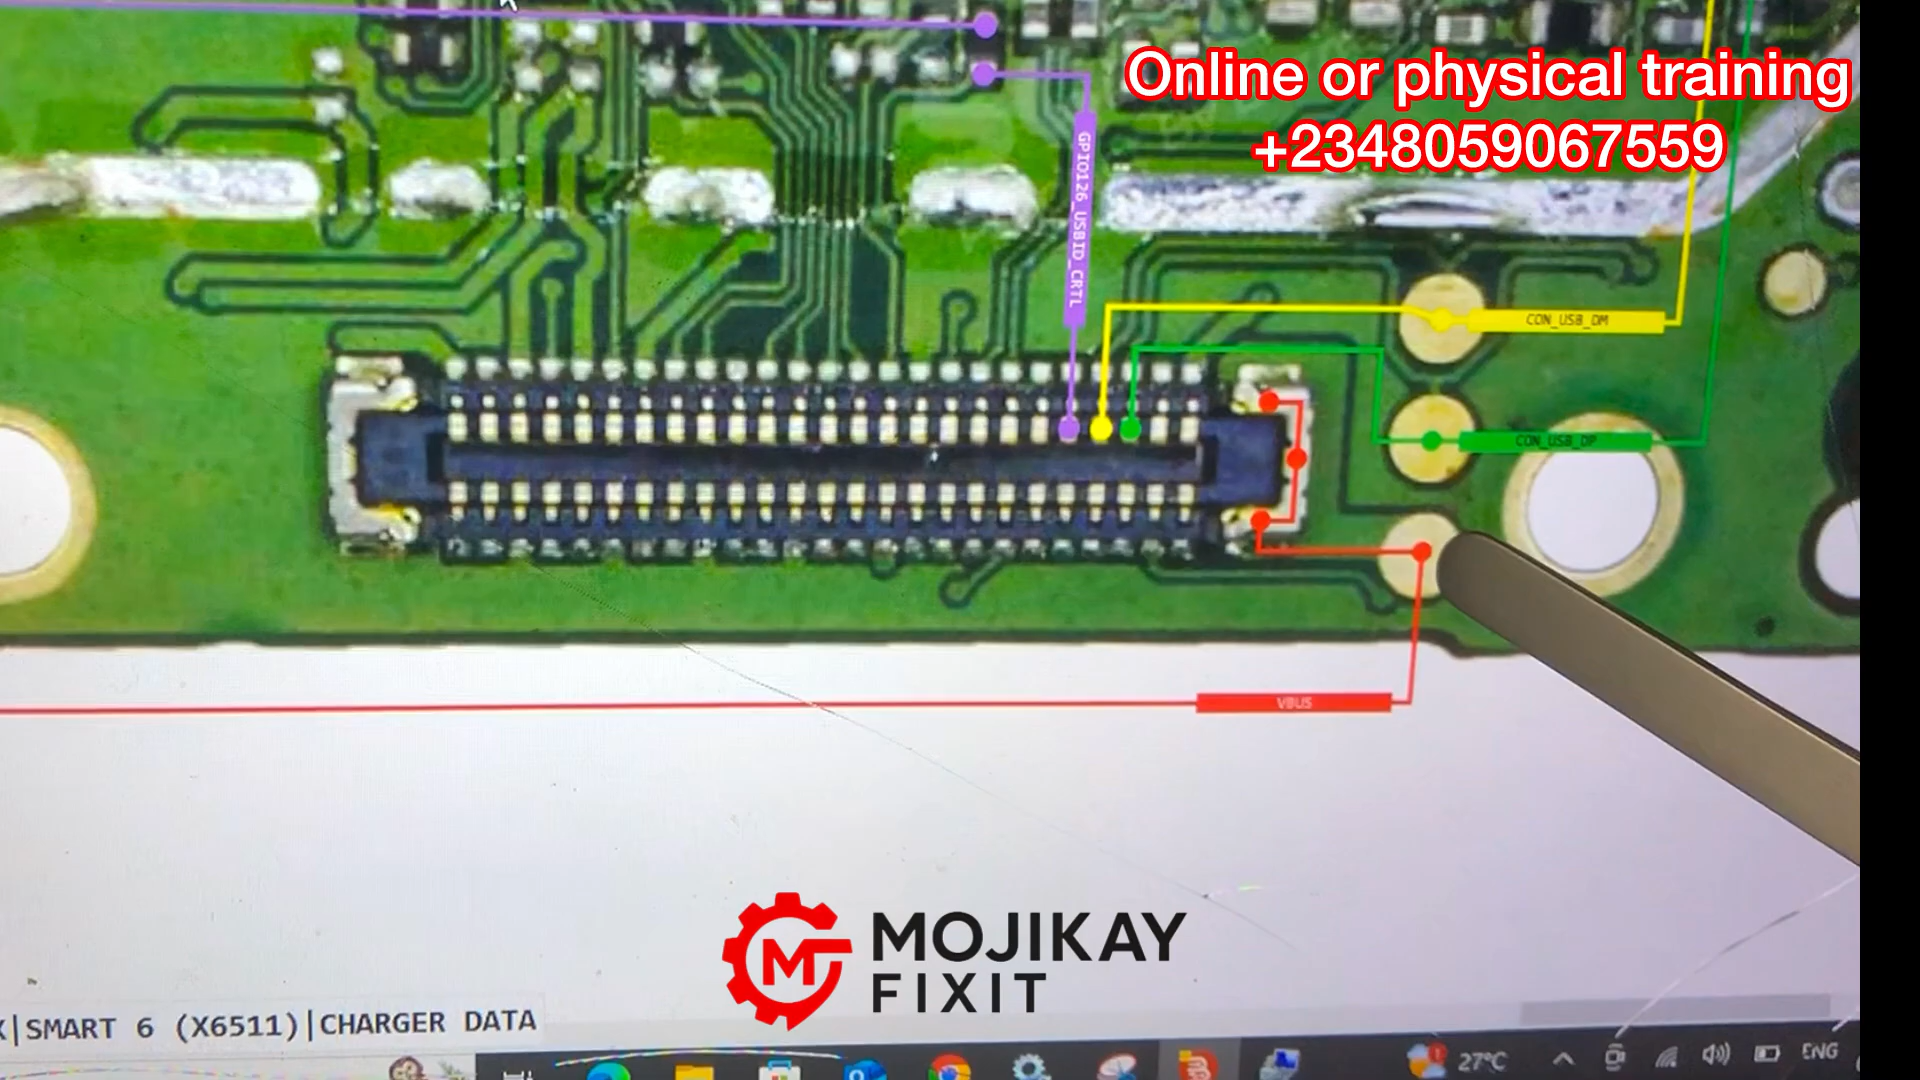 Online or physical training
+2348059067559
GPIO126_USBID_CRTL
CON_USB_DM
CON_USB_DP
VBUS
MOJIKAY
FIXIT
|SMART 6 (X6511)|CHARGER DATA
27°C
ENG